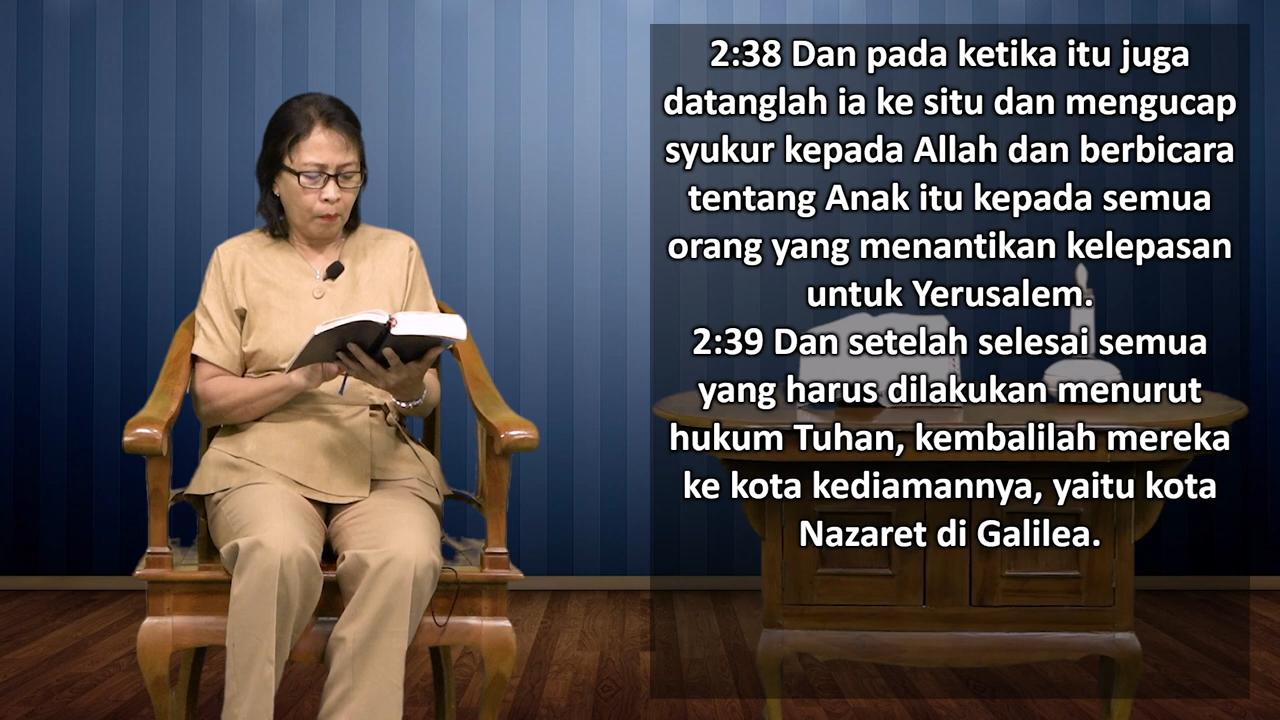 2:38 Dan pada ketika itu juga
datanglah ia ke situ dan mengucap
syukur kepada Allah dan berbicara
tentang Anak itu kepada semua
orang yang menantikan kelepasan
untuk Yerusalem.
2:39 Dan setelah selesai semua
yang harus dilakukan menurut
hukum Tuhan, kembalilah mereka
ke kota kediamannya, yaitu kota
Nazaret di Galilea.